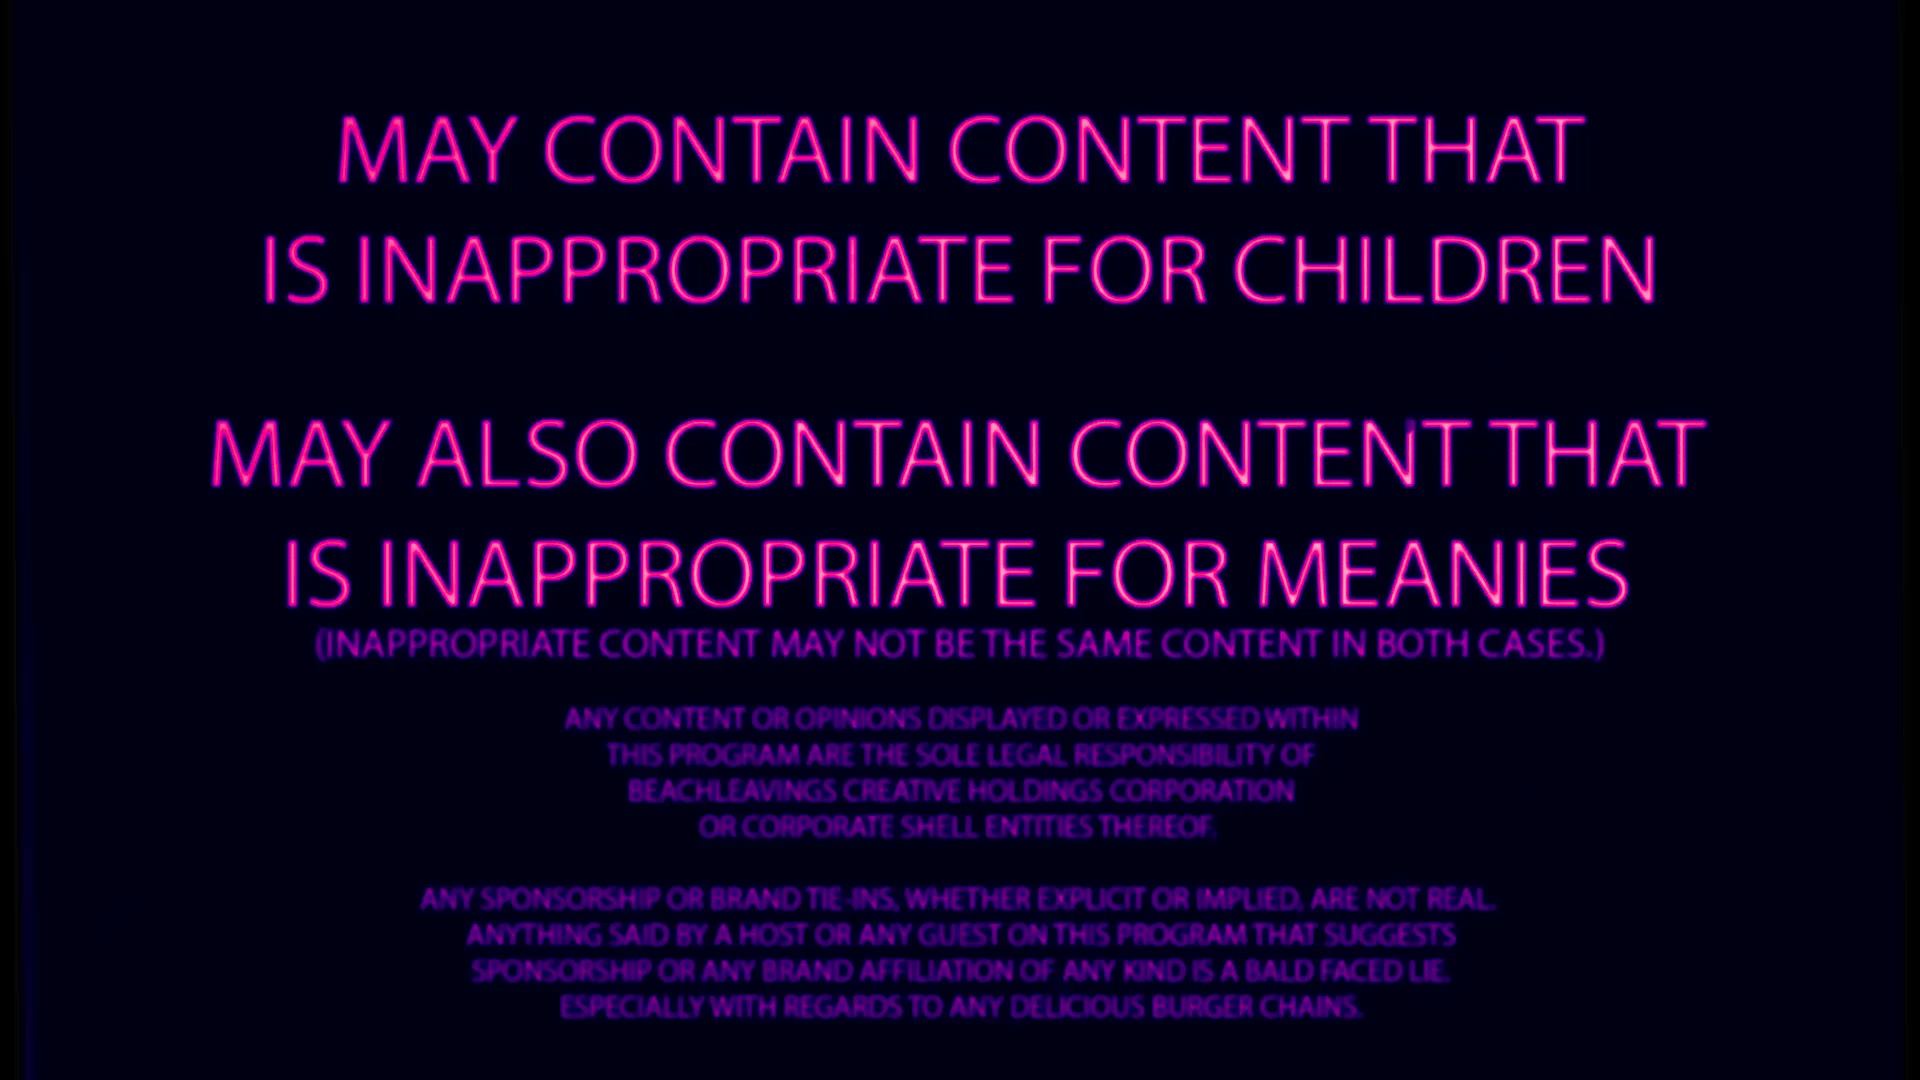 MAY CONTAIN CONTENT THAT
IS INAPPROPRIATE FOR CHILDREN
MAY ALSO CONTAIN CONTENT THAT
IS INAPPROPRIATE FOR MEANIES
(INAPPROPRIATE CONTENT MAY NOT BE THE SAME CONTENT IN BOTH CASES.)
ANY CONTENT OR OPINIONS DISPLAYED OR EXPRESSED WITHIN
THIS PROGRAM ARE THE SOLE LEGAL RESPONSIBILITY OF
BEACHLEAVINGS CREATIVE HOLDINGS CORPORATION
OR CORPORATE SHELL ENTITIES THEREOF.
ANY SPONSORSHIP OR BRAND TIE-INS, WHETHER EXPLICIT OR IMPLIED, ARE NOT REAL.
ANYTHING SAID BY A HOST OR ANY GUEST ON THIS PROGRAM THAT SUGGESTS
SPONSORSHIP OR ANY BRAND AFFILIATION OF ANY KIND IS A BALD FACED LIE.
ESPECIALLY WITH REGARDS TO ANY DELICIOUS BURGER CHAINS.